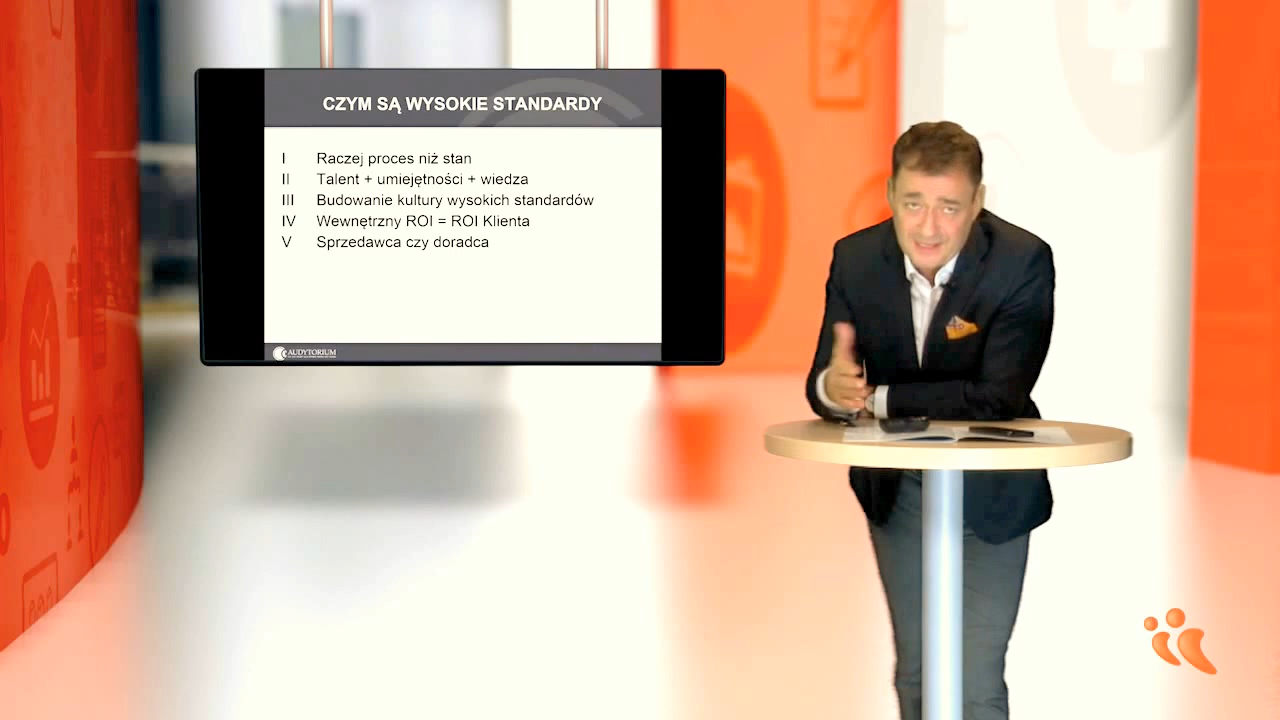 CZYM SĄ WYSOKIE STANDARDY
I Raczej proces niż stan
II Talent + umiejętności + wiedza
III Budowanie kultury wysokich standardów
IV Wewnętrzny ROI = ROI Klienta
V Sprzedawca czy doradca
AUDYTORIUM